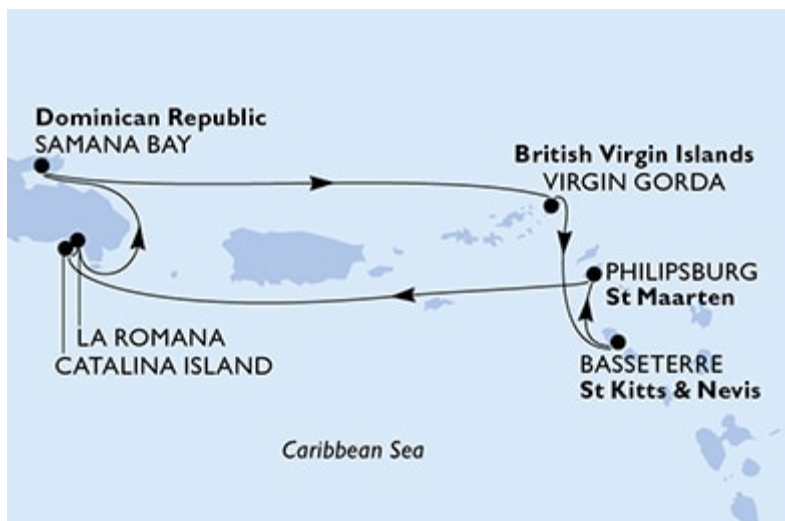 Dominican Republic
SAMANA BAY
British Virgin Islands
VIRGIN GORDA
PHILIPSBURG
St Maarten
LA ROMANA
CATALINA ISLAND
BASSETERRE
St Kitts & Nevis
Caribbean Sea